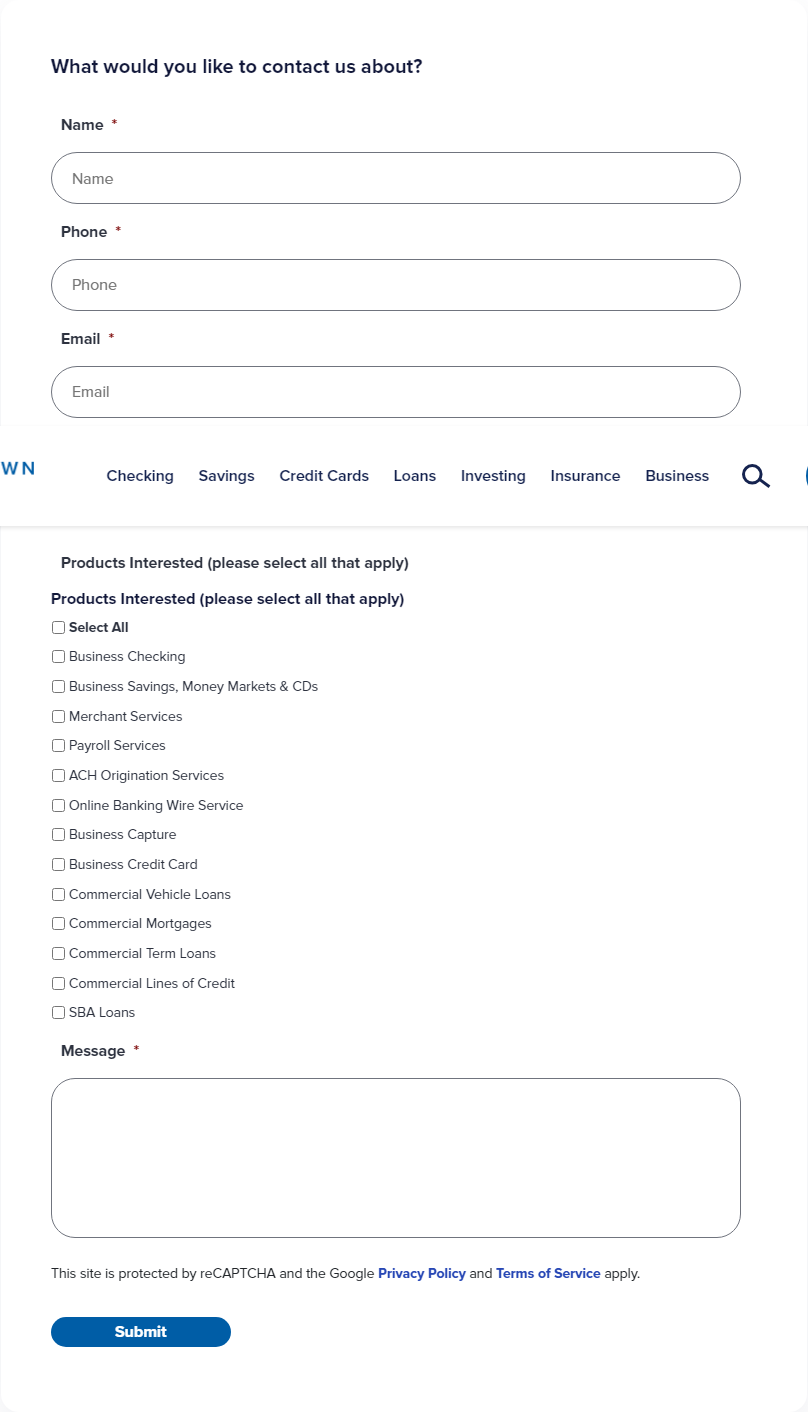 What would you like to contact us about?
Name *
Name
Phone *
Phone
Email *
Email
WN
Checking Savings Credit Cards Loans Investing Insurance Business
Products Interested (please select all that apply)
Products Interested (please select all that apply)
Select All
Business Checking
Business Savings, Money Markets & CDs
Merchant Services
Payroll Services
ACH Origination Services
Online Banking Wire Service
Business Capture
Business Credit Card
Commercial Vehicle Loans
Commercial Mortgages
Commercial Term Loans
Commercial Lines of Credit
SBA Loans
Message *
This site is protected by reCAPTCHA and the Google Privacy Policy and Terms of Service apply.
Submit